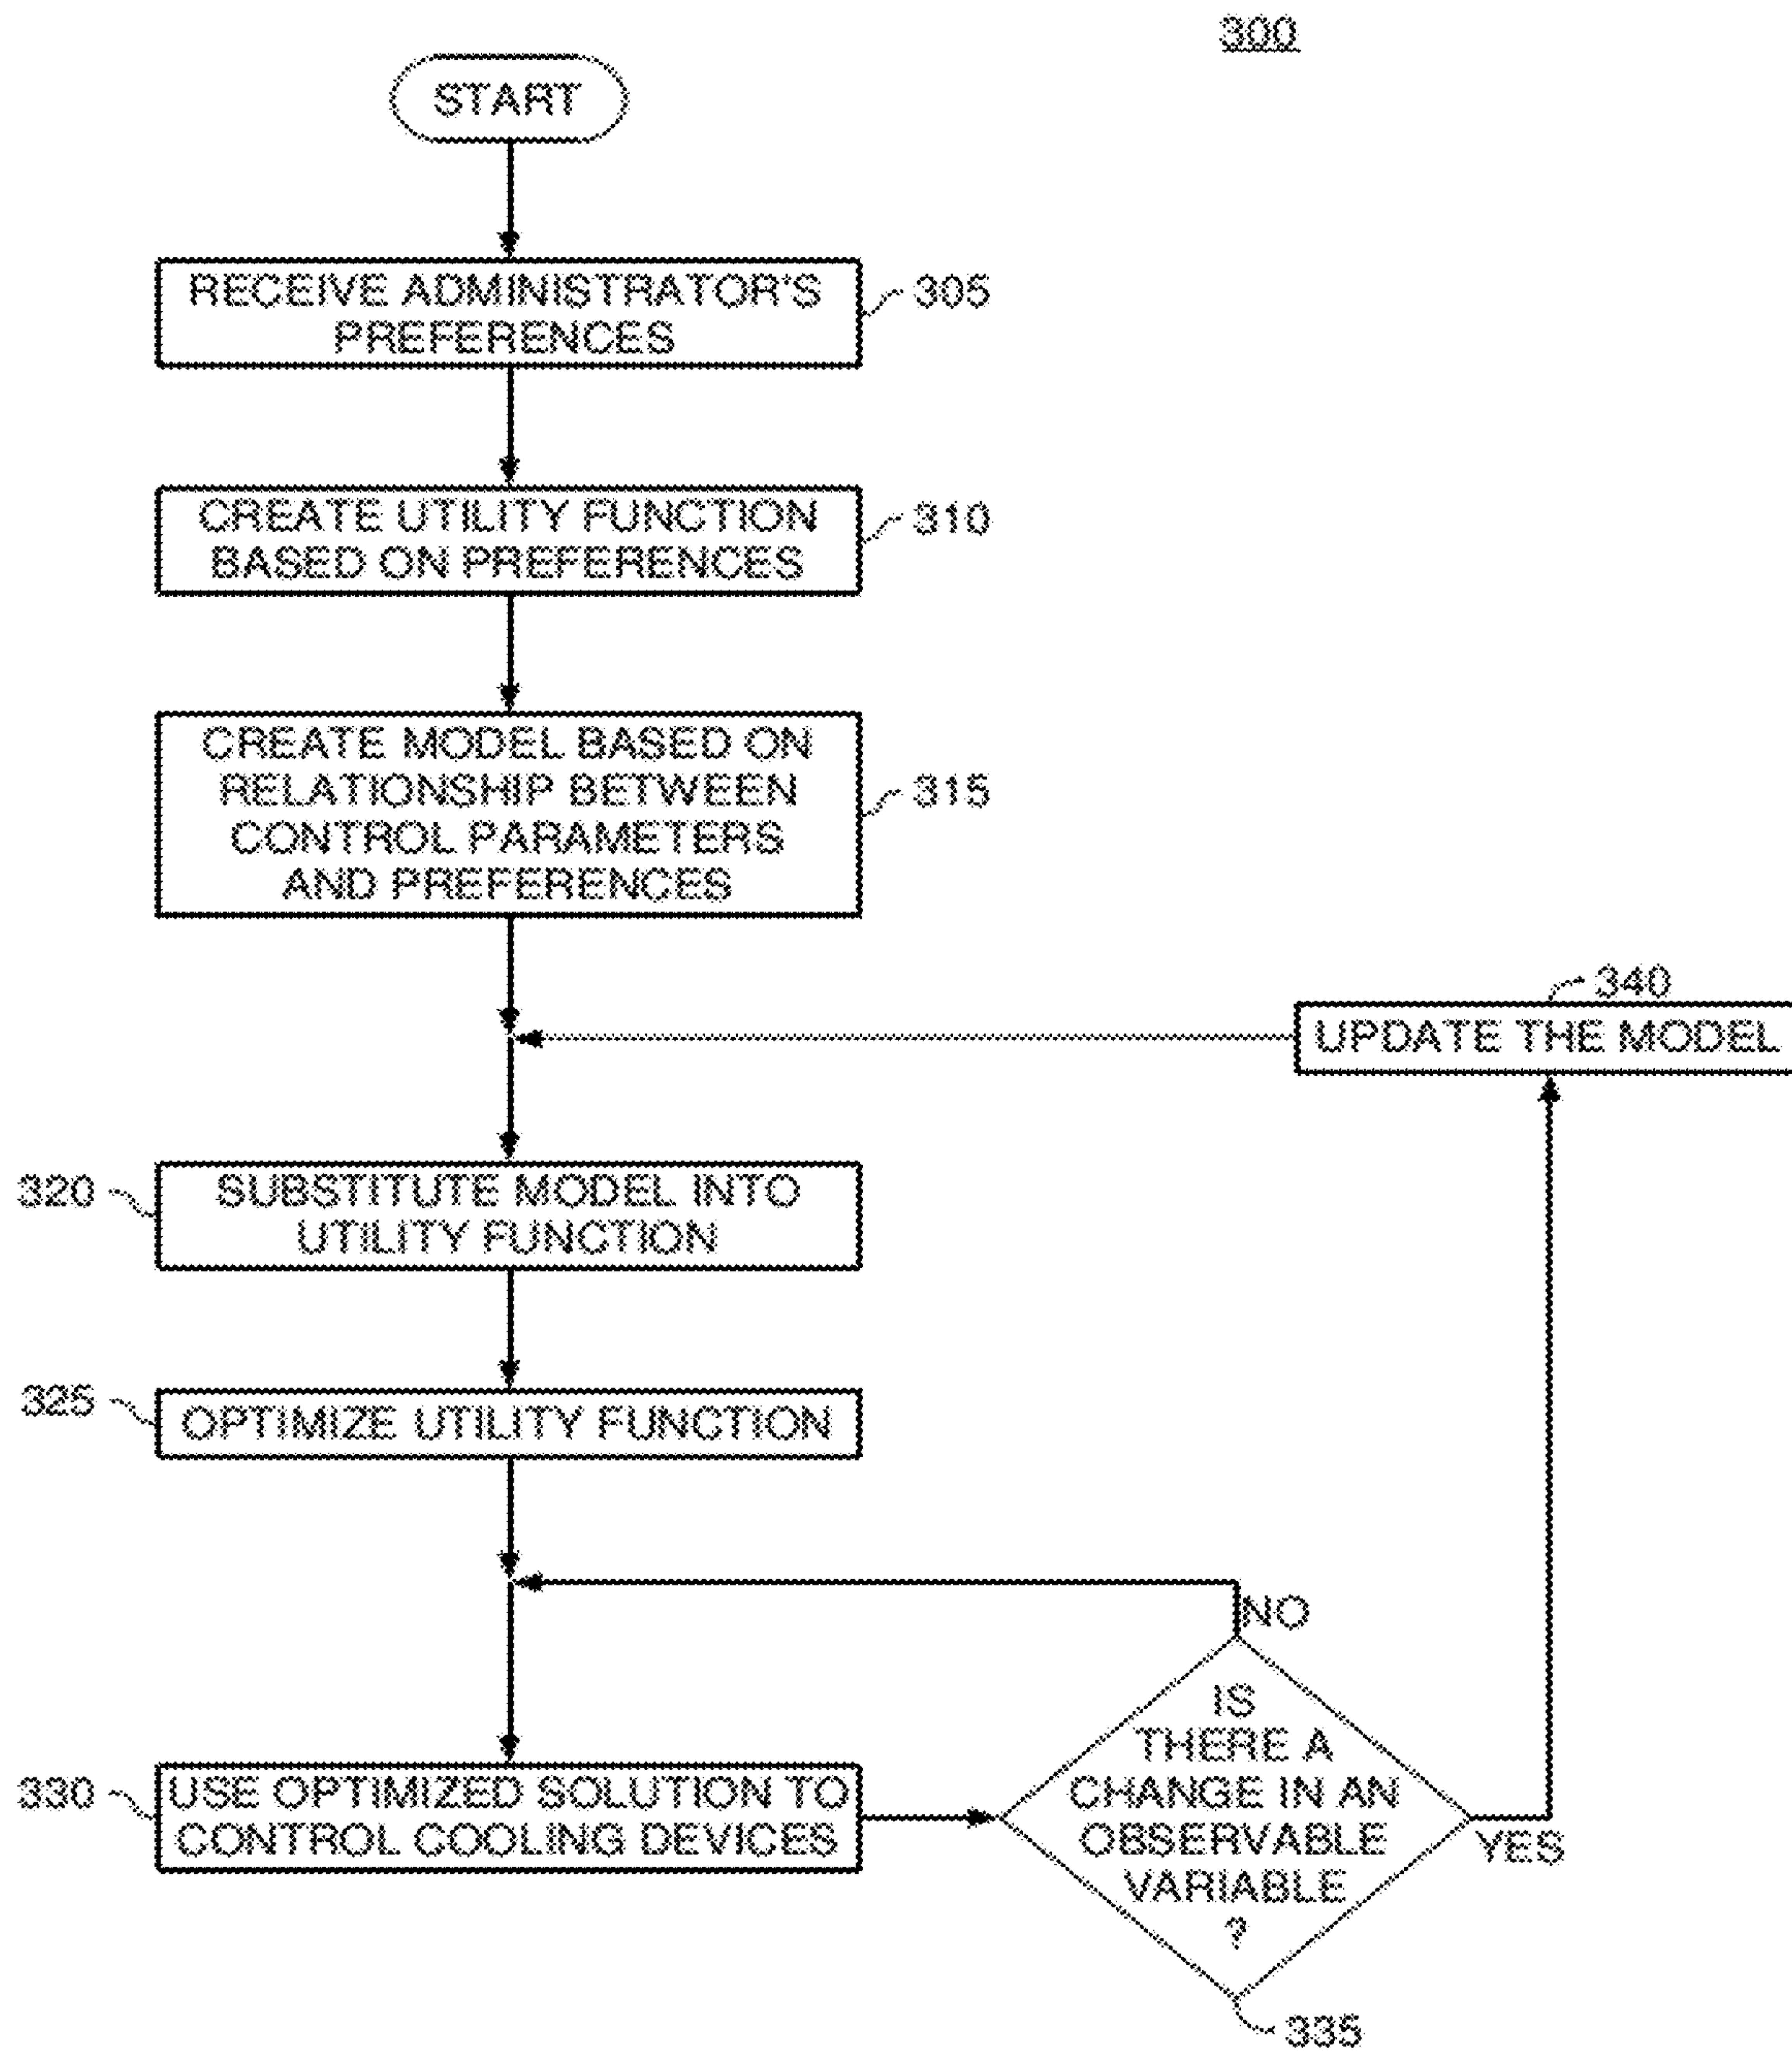 300
START
RECEIVE ADMINISTRATOR'S
PREFERENCES
305
CREATE UTILITY FUNCTION
BASED ON PREFERENCES
310
CREATE MODEL BASED ON
RELATIONSHIP BETWEEN
CONTROL PARAMETERS
AND PREFERENCES
315
340
UPDATE THE MODEL
320
SUBSTITUTE MODEL INTO
UTILITY FUNCTION
325
OPTIMIZE UTILITY FUNCTION
NO
330
USE OPTIMIZED SOLUTION TO
CONTROL COOLING DEVICES
IS
THERE A
CHANGE IN AN
OBSERVABLE
VARIABLE
?
YES
335